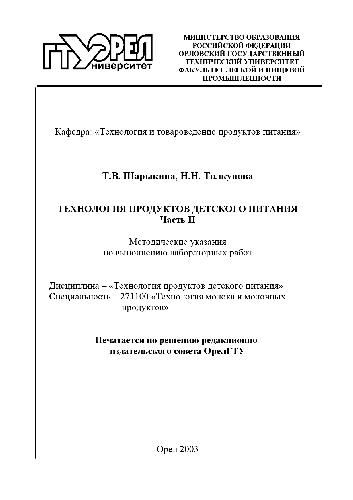 ГТУ ОРЕЛ
университет
МИНИСТЕРСТВО ОБРАЗОВАНИЯ
РОССИЙСКОЙ ФЕДЕРАЦИИ
ОРЛОВСКИЙ ГОСУДАРСТВЕННЫЙ
ТЕХНИЧЕСКИЙ УНИВЕРСИТЕТ
ФАКУЛЬТЕТ ЛЕГКОЙ И ПИЩЕВОЙ
ПРОМЫШЛЕННОСТИ
Кафедра: «Технология и товароведение продуктов питания»
Т.В. Шарыкина, Н.Н. Толкунова
ТЕХНОЛОГИЯ ПРОДУКТОВ ДЕТСКОГО ПИТАНИЯ
Часть II
Методические указания
по выполнению лабораторных работ
Дисциплина – «Технология продуктов детского питания»
Специальность – 271100 «Технология молока и молочных
продуктов»
Печатается по решению редакционно
издательского совета ОрелГТУ
Орел 2003